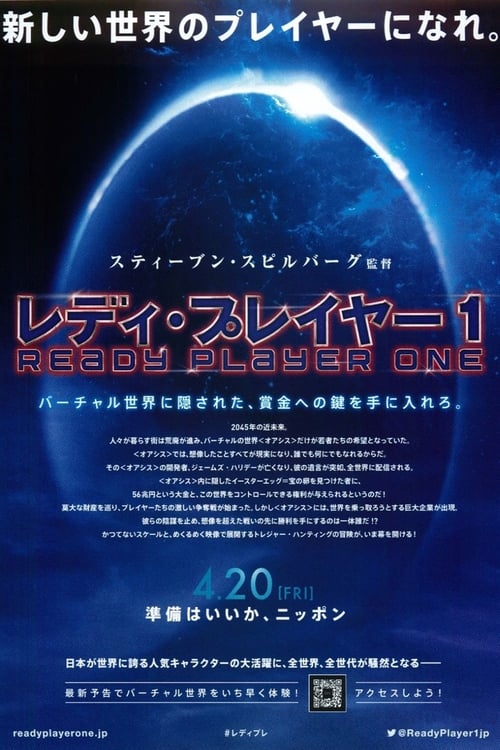 新しい世界のプレイヤーになれ。
スティーブン・スピルバーグ監督
レディ・プレイヤー1
READY PLAYER ONE
バーチャル世界に隠された、賞金への鍵を手に入れろ。
2045年の近未来。
人々が暮らす街は荒廃が進み、バーチャルの世界<オアシス>だけが若者たちの希望となっていた。
<オアシス>では、想像したことすべてが現実になり、誰でも何にでもなれるからだ。
その<オアシス>の開発者、ジェームズ・ハリデーが亡くなり、彼の遺言が突如、全世界に配信される。
<オアシス>内に隠したイースターエッグ=宝の卵を見つけた者に、
56兆円という大金と、この世界をコントロールできる権利が与えられるというのだ!
莫大な財産を巡り、プレイヤーたちの激しい争奪戦が始まった。しかし<オアシス>には、世界を乗っ取ろうとする巨大企業が出現。
彼らの陰謀を止め、想像を超えた戦いの先に勝利を手にするのは一体誰だ!?
かつてないスケールと、めくるめく映像で展開するトレジャー・ハンティングの冒険が、いま幕を開ける!
4.20[FRI]
準備はいいか、ニッポン
日本が世界に誇る人気キャラクターの大活躍に、全世界、全世代が騒然となる——
最新予告でバーチャル世界をいち早く体験! アクセスしよう!
readyplayerone.jp #レディプレ @ReadyPlayer1jp